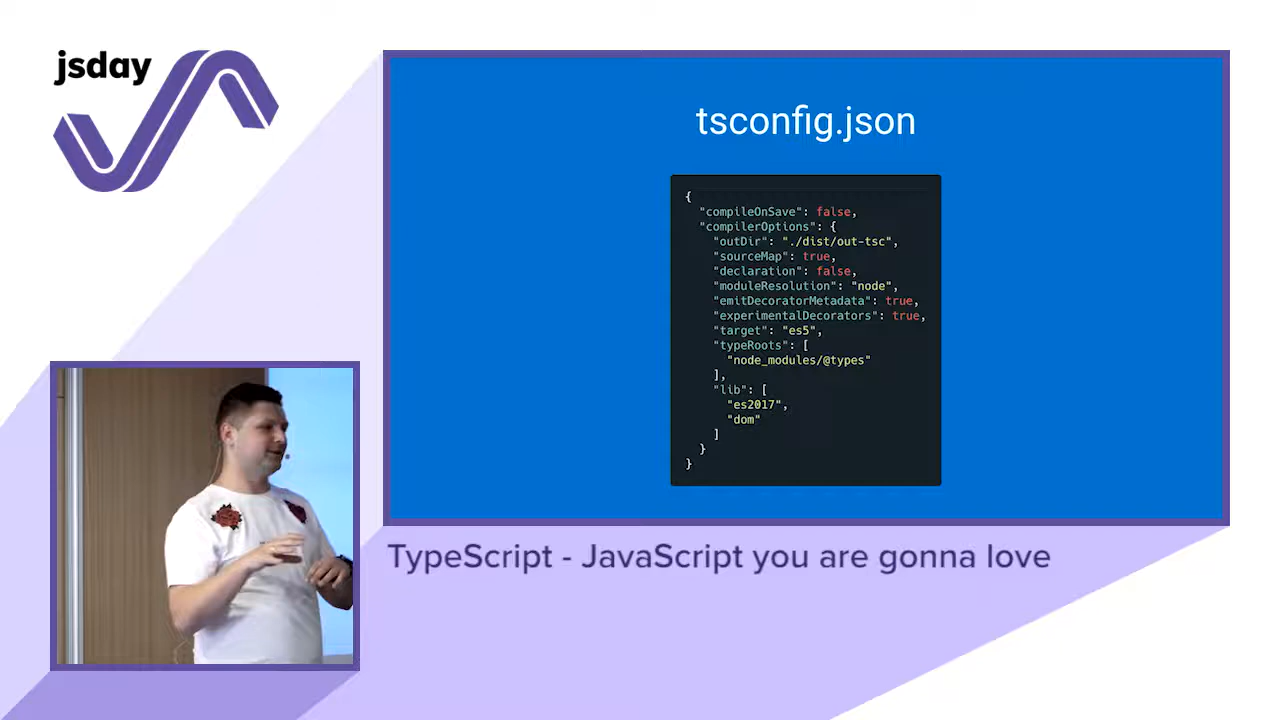 jsday
tsconfig.json
{
"compileOnSave": false,
"compilerOptions": {
"outDir": "./dist/out-tsc",
"sourceMap": true,
"declaration": false,
"moduleResolution": "node",
"emitDecoratorMetadata": true,
"experimentalDecorators": true,
"target": "es5",
"typeRoots": [
"node_modules/@types"
],
"lib": [
"es2017",
"dom"
]
}
}
TypeScript - JavaScript you are gonna love